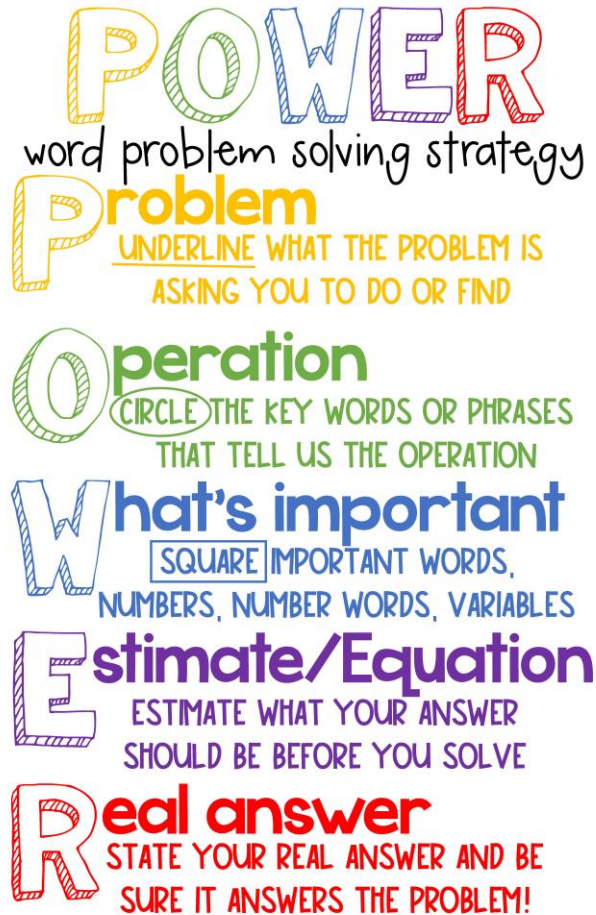 POWER
word problem solving strategy
Problem
UNDERLINE WHAT THE PROBLEM IS
ASKING YOU TO DO OR FIND
Operation
CIRCLE THE KEY WORDS OR PHRASES
THAT TELL US THE OPERATION
What's important
SQUARE IMPORTANT WORDS,
NUMBERS, NUMBER WORDS, VARIABLES
Estimate/Equation
ESTIMATE WHAT YOUR ANSWER
SHOULD BE BEFORE YOU SOLVE
Real answer
STATE YOUR REAL ANSWER AND BE
SURE IT ANSWERS THE PROBLEM!